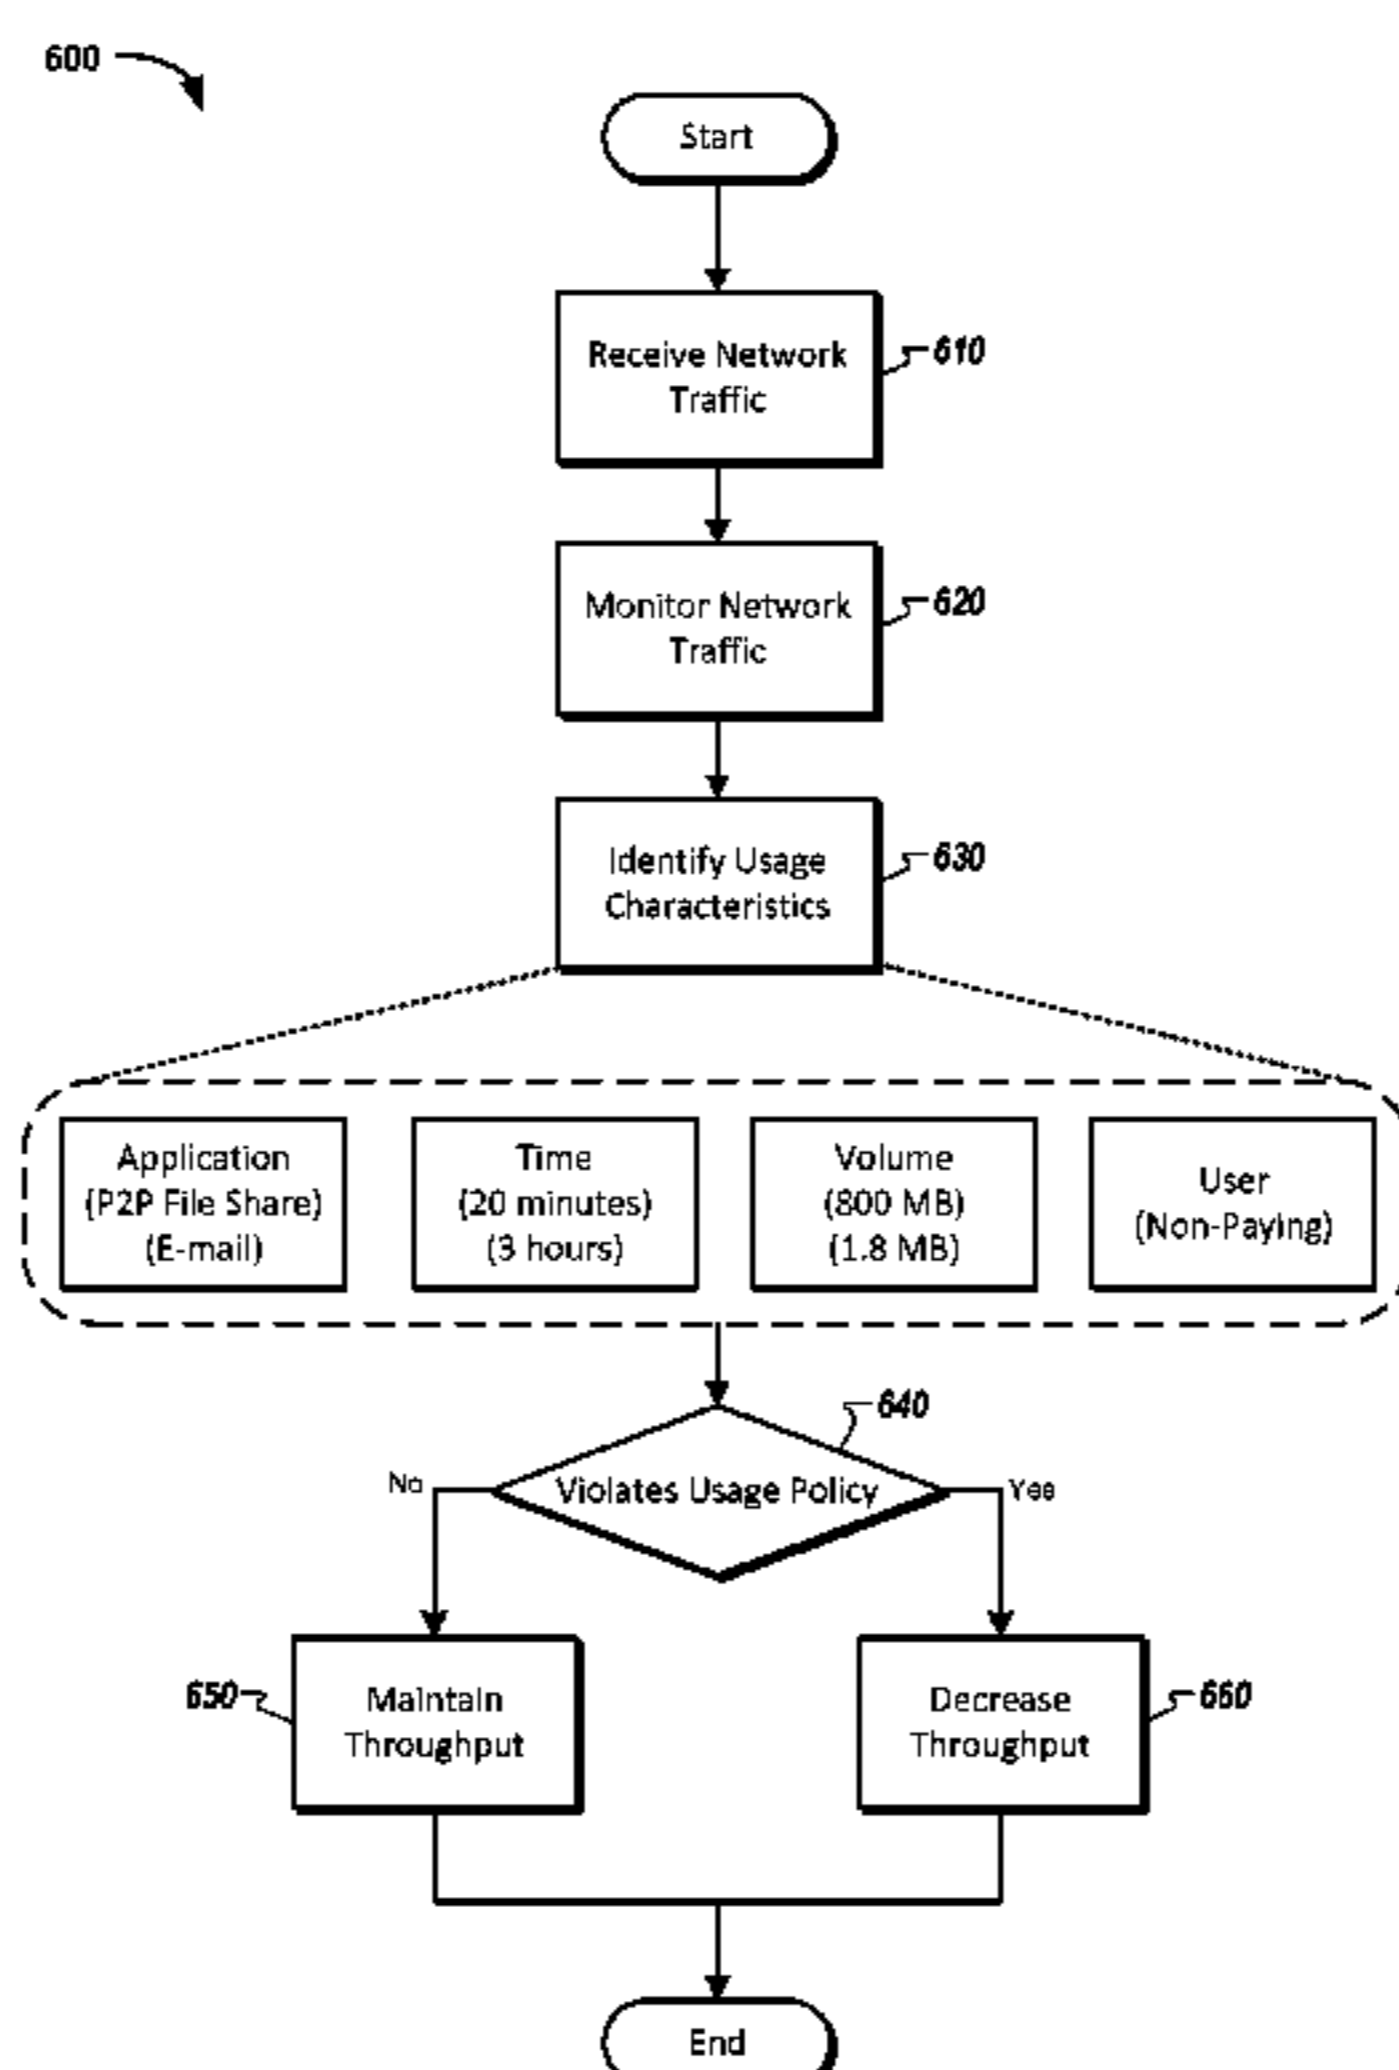 600
Start
Receive Network
Traffic
610
Monitor Network
Traffic
620
Identify Usage
Characteristics
630
Application
(P2P File Share)
(E-mail)
Time
(20 minutes)
(3 hours)
Volume
(800 MB)
(1.8 MB)
User
(Non-Paying)
640
No
Violates Usage Policy
Yes
650
Maintain
Throughput
Decrease
Throughput
660
End